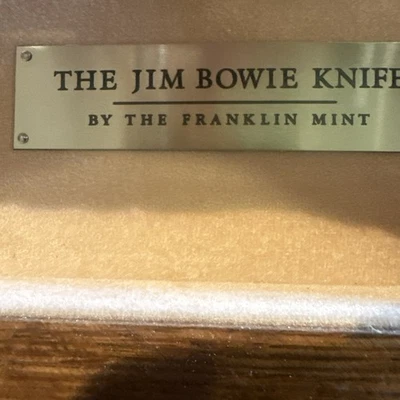 THE JIM BOWIE KNIFE
BY THE FRANKLIN MINT